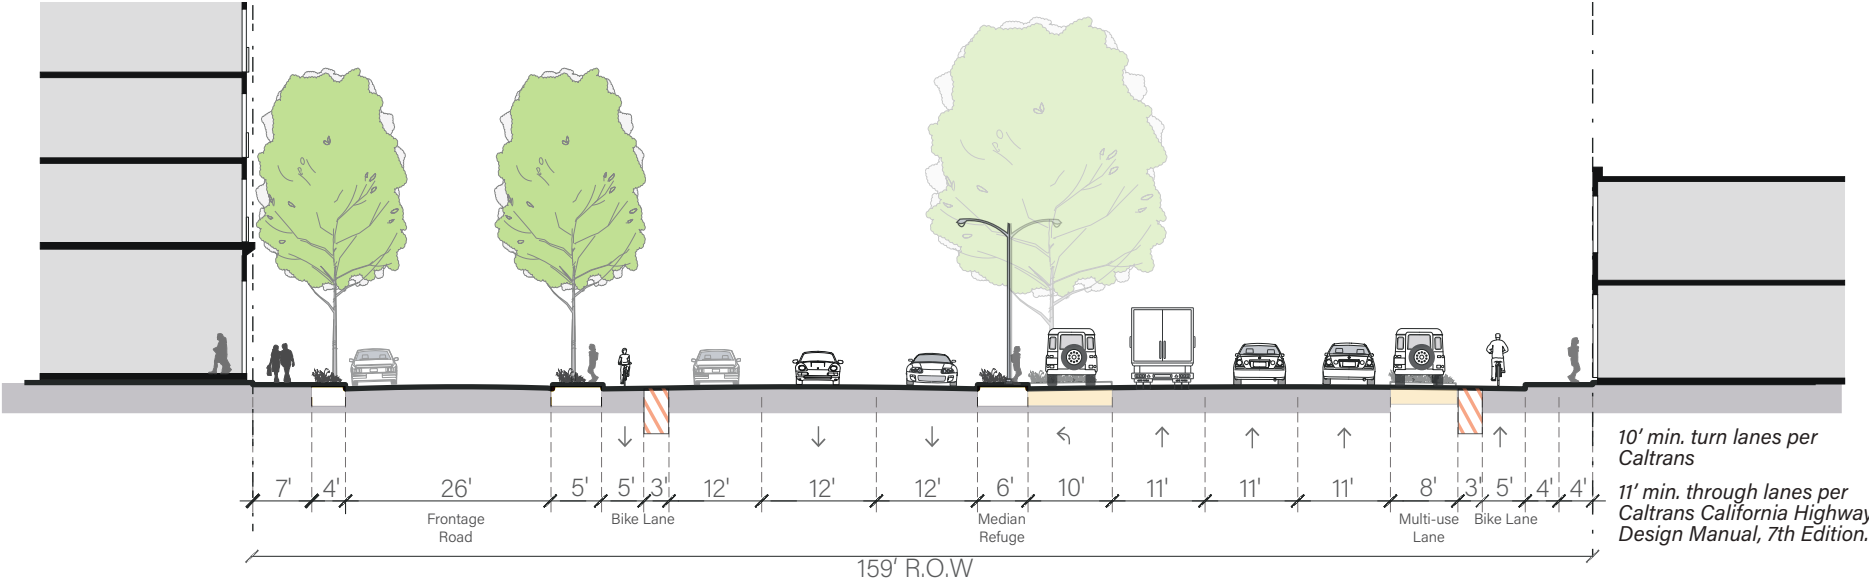 10’ min. turn lanes per
Caltrans
7' 4' 26' 5' 5' 3' 12' 12' 12' 6' 10' 11' 11' 11' 8' 3' 5' 4' 4'
11’ min. through lanes per
Caltrans California Highway
Design Manual, 7th Edition.
Frontage
Road
Bike Lane
Median
Refuge
Multi-use
Lane
Bike Lane
159’ R.O.W